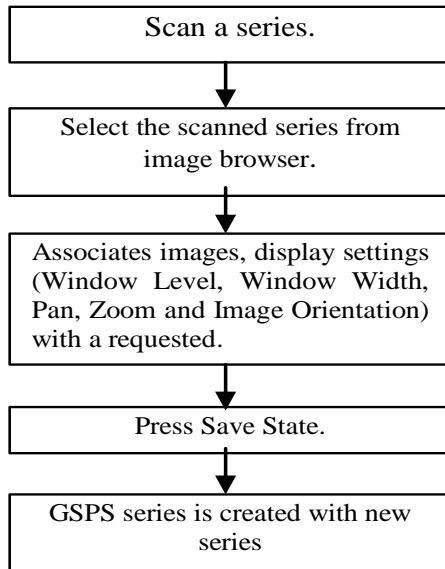 Scan a series.
Select the scanned series from
image browser.
Associates images, display settings
(Window Level, Window Width,
Pan, Zoom and Image Orientation)
with a requested.
Press Save State.
GSPS series is created with new
series